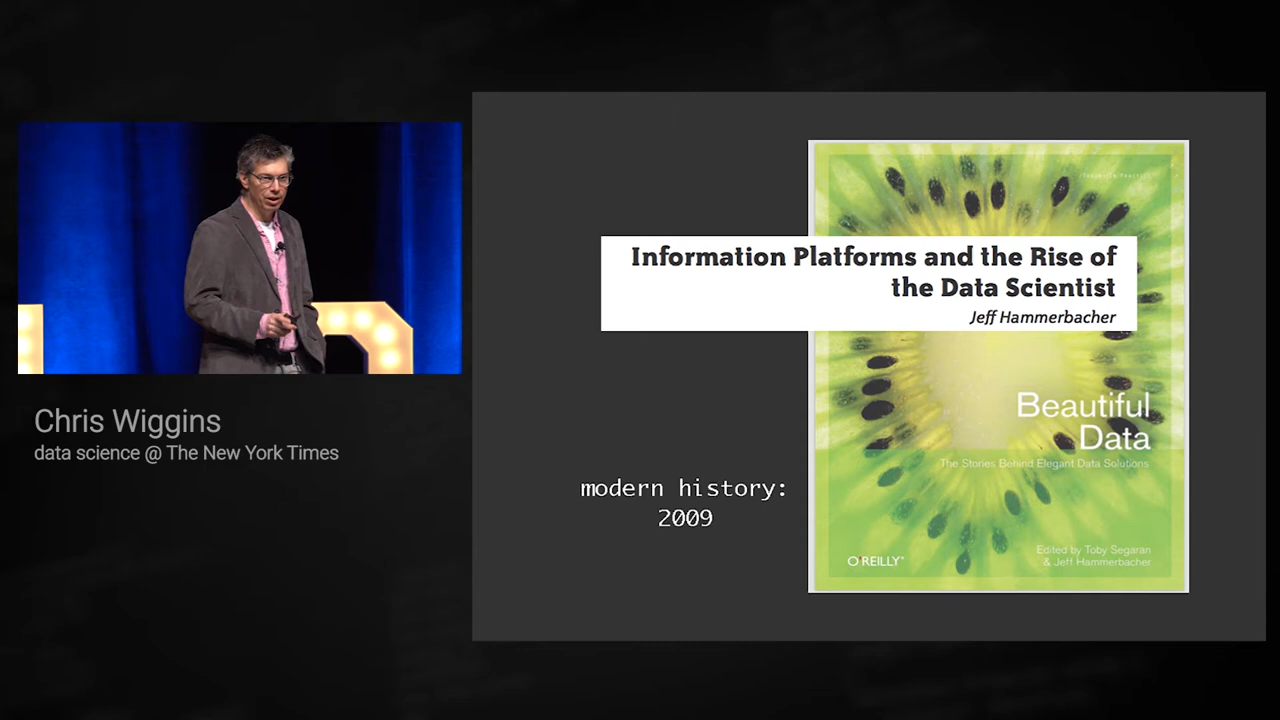 Chris Wiggins
data science @ The New York Times
Information Platforms and the Rise of
the Data Scientist
Jeff Hammerbacher
modern history:
2009
Beautiful
Data
The Stories Behind Elegant Data Solutions
Edited by Toby Segaran
& Jeff Hammerbacher
O'REILLY®